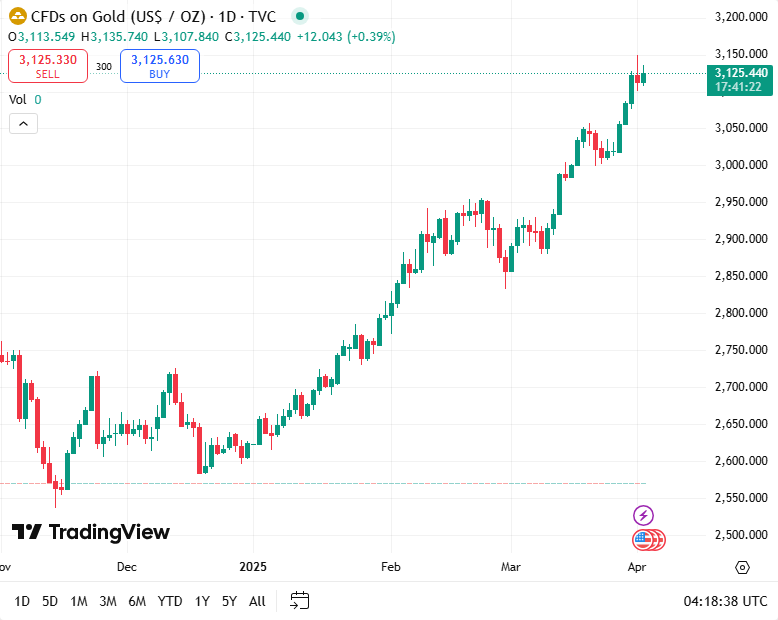 CFDs on Gold (US$ / OZ) · 1D · TVC
O3,113.549 H3,135.740 L3,107.840 C3,125.440 +12.043 (+0.39%)
3,125.330
SELL
300
3,125.630
BUY
Vol 0
3,200.000
3,150.000
3,125.440
17:41:22
3,050.000
3,000.000
2,950.000
2,900.000
2,850.000
2,800.000
2,750.000
2,700.000
2,650.000
2,600.000
2,550.000
2,500.000
TradingView
ov Dec 2025 Feb Mar Apr
1D 5D 1M 3M 6M YTD 1Y 5Y All 04:18:38 UTC